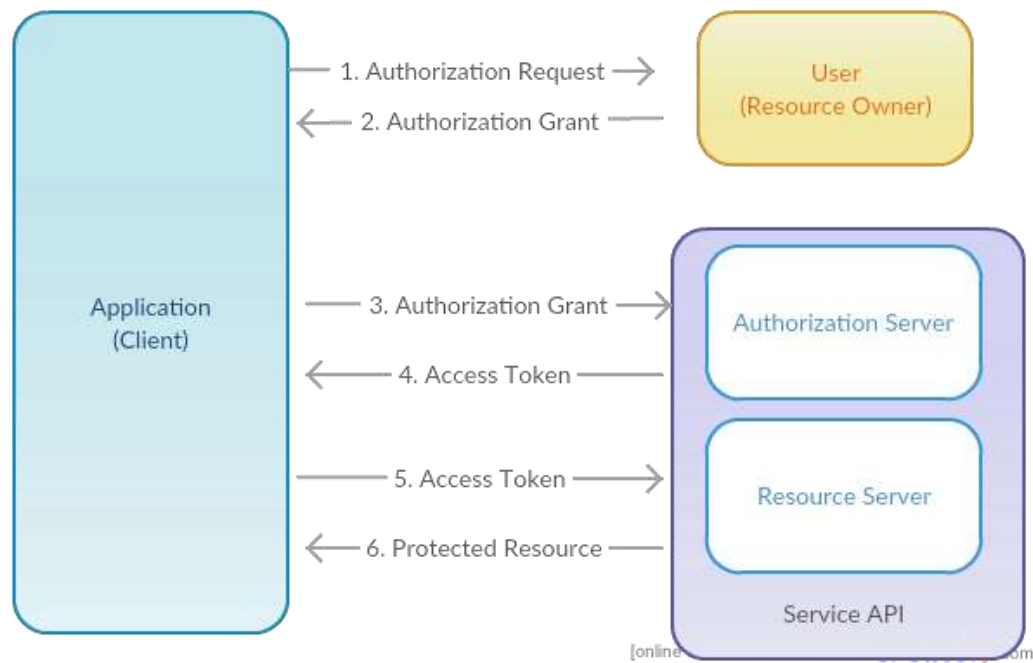 1. Authorization Request
User
(Resource Owner)
2. Authorization Grant
Application
(Client)
3. Authorization Grant
Authorization Server
4. Access Token
5. Access Token
Resource Server
6. Protected Resource
Service API
[online
om